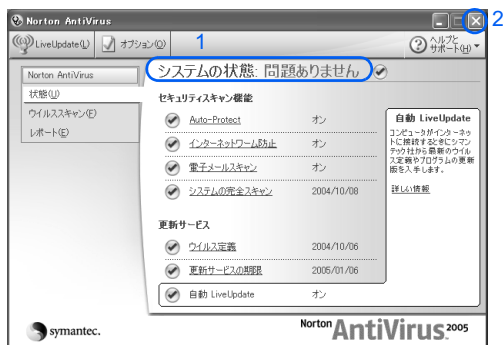 Norton AntiVirus
2
LiveUpdate(L) オプション(O) 1 ヘルプと
サポート(H)
Norton AntiVirus
状態(U)
ウイルススキャン(F)
レポート(E)
システムの状態: 問題ありません
セキュリティスキャン機能
Auto-Protect オン
インターネットワーム防止 オン
電子メールスキャン オン
システムの完全スキャン 2004/10/08
更新サービス
ウイルス定義 2004/10/06
更新サービスの期限 2005/01/06
自動 LiveUpdate オン
自動 LiveUpdate
コンピュータがインターネッ
トに接続するときにシマン
テック社から最新のウイル
ス定義やプログラムの更新
版を入手します。
詳しい情報
symantec.
Norton AntiVirus 2005